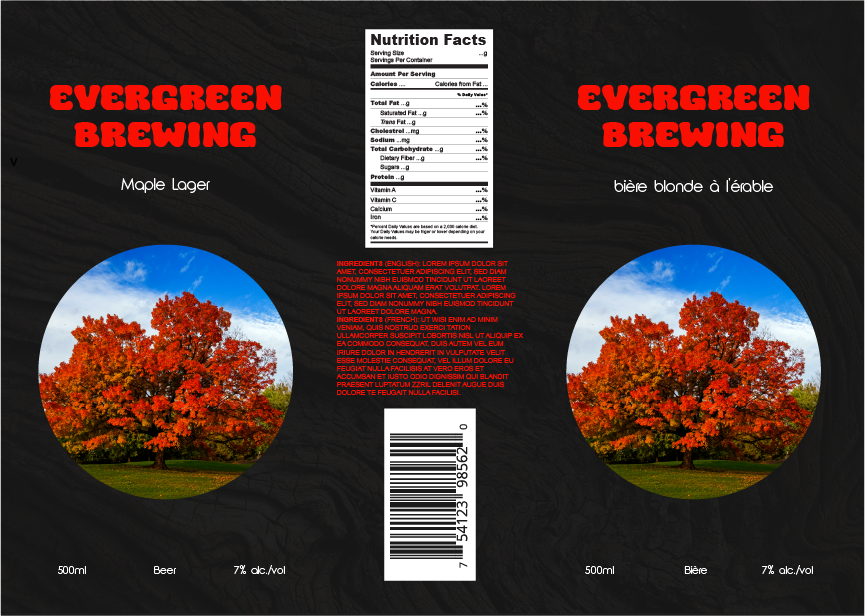 EVERGREEN
BREWING
V
Maple Lager
500ml Beer 7% alc./vol
Nutrition Facts
Serving Size ...g
Servings Per Container
Amount Per Serving
Calories ... Calories from Fat ...
% Daily Value*
Total Fat ...g ...%
Saturated Fat ...g ...%
Trans Fat ...g
Cholestrol ...mg ...%
Sodium ...mg ...%
Total Carbohydrate ...g ...%
Dietary Fiber ...g ...%
Sugars ...g
Protein ...g
Vitamin A ...%
Vitamin C ...%
Calcium ...%
Iron ...%
*Percent Daily Values are based on a 2,000 calorie diet.
Your Daily Values may be higer or lower depending on your
calorie needs.
INGREDIENTS (ENGLISH): LOREM IPSUM DOLOR SIT
AMET, CONSECTETUER ADIPISCING ELIT, SED DIAM
NONUMMY NIBH EUISMOD TINCIDUNT UT LAOREET
DOLORE MAGNA ALIQUAM ERAT VOLUTPAT. LOREM
IPSUM DOLOR SIT AMET, CONSECTETUER ADIPISCING
ELIT, SED DIAM NONUMMY NIBH EUISMOD TINCIDUNT
UT LAOREET DOLORE MAGNA.
INGREDIENTS (FRENCH): UT WISI ENIM AD MINIM
VENIAM, QUIS NOSTRUD EXERCI TATION
ULLAMCORPER SUSCIPIT LOBORTIS NISL UT ALIQUIP EX
EA COMMODO CONSEQUAT. DUIS AUTEM VEL EUM
IRIURE DOLOR IN HENDRERIT IN VULPUTATE VELIT
ESSE MOLESTIE CONSEQUAT, VEL ILLUM DOLORE EU
FEUGIAT NULLA FACILISIS AT VERO EROS ET
ACCUMSAN ET IUSTO ODIO DIGNISSIM QUI BLANDIT
PRAESENT LUPTATUM ZZRIL DELENIT AUGUE DUIS
DOLORE TE FEUGAIT NULLA FACILISI.
7 54123 98562 0
EVERGREEN
BREWING
bière blonde à l'érable
500ml Bière 7% alc./vol